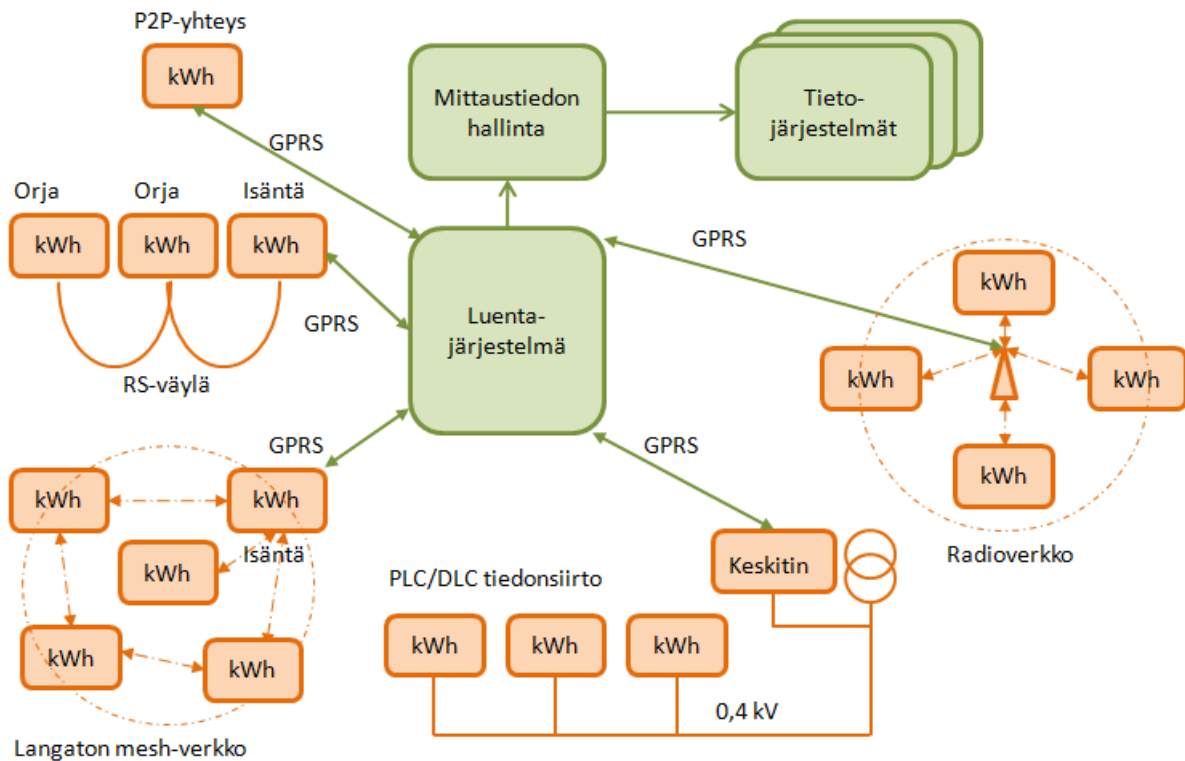 P2P-yhteys
kWh
GPRS
Mittaustiedon
hallinta
Tieto-
järjestelmät
Orja
Orja
Isäntä
kWh
kWh
kWh
GPRS
RS-väylä
Luenta-
järjestelmä
GPRS
kWh
kWh
kWh
kWh
Radioverkko
GPRS
kWh
kWh
Isäntä
kWh
kWh
kWh
Langaton mesh-verkko
GPRS
Keskitin
PLC/DLC tiedonsiirto
kWh
kWh
kWh
0,4 kV